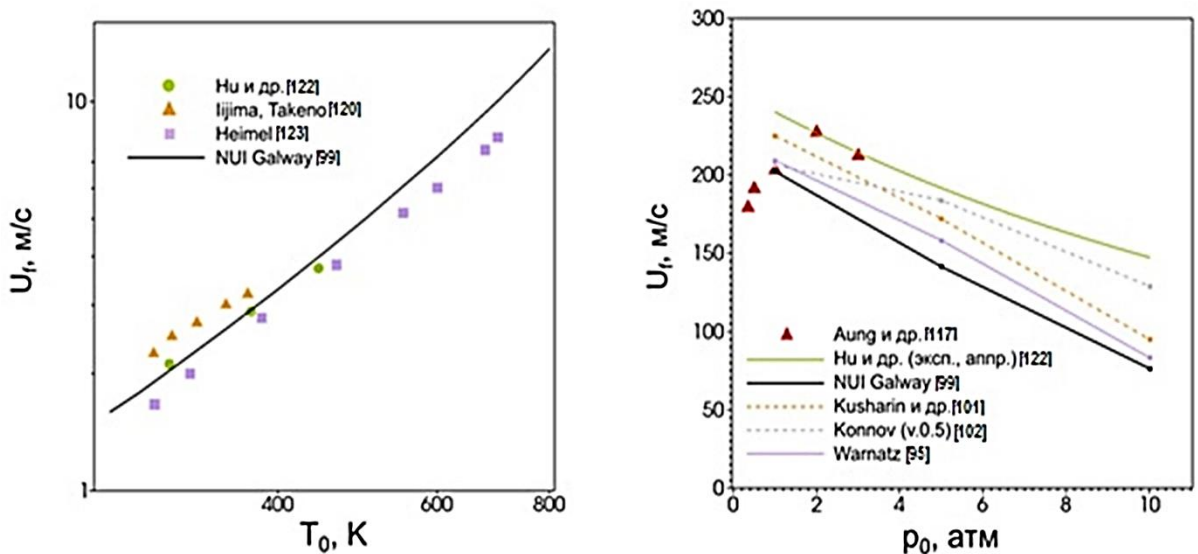 10
1
Hu и др.[122]
Iijima, Takeno[120]
Heimel[123]
NUI Galway[99]
U_f, м/с
400
600
800
T_0, K
300
250
200
150
100
50
0
Aung и др.[117]
Hu и др. (эксп., аппр.)[122]
NUI Galway [99]
Kusharin и др.[101]
Konnov (v.0.5) [102]
Warnatz [95]
U_f, м/с
0
2
4
6
8
10
p_0, атм